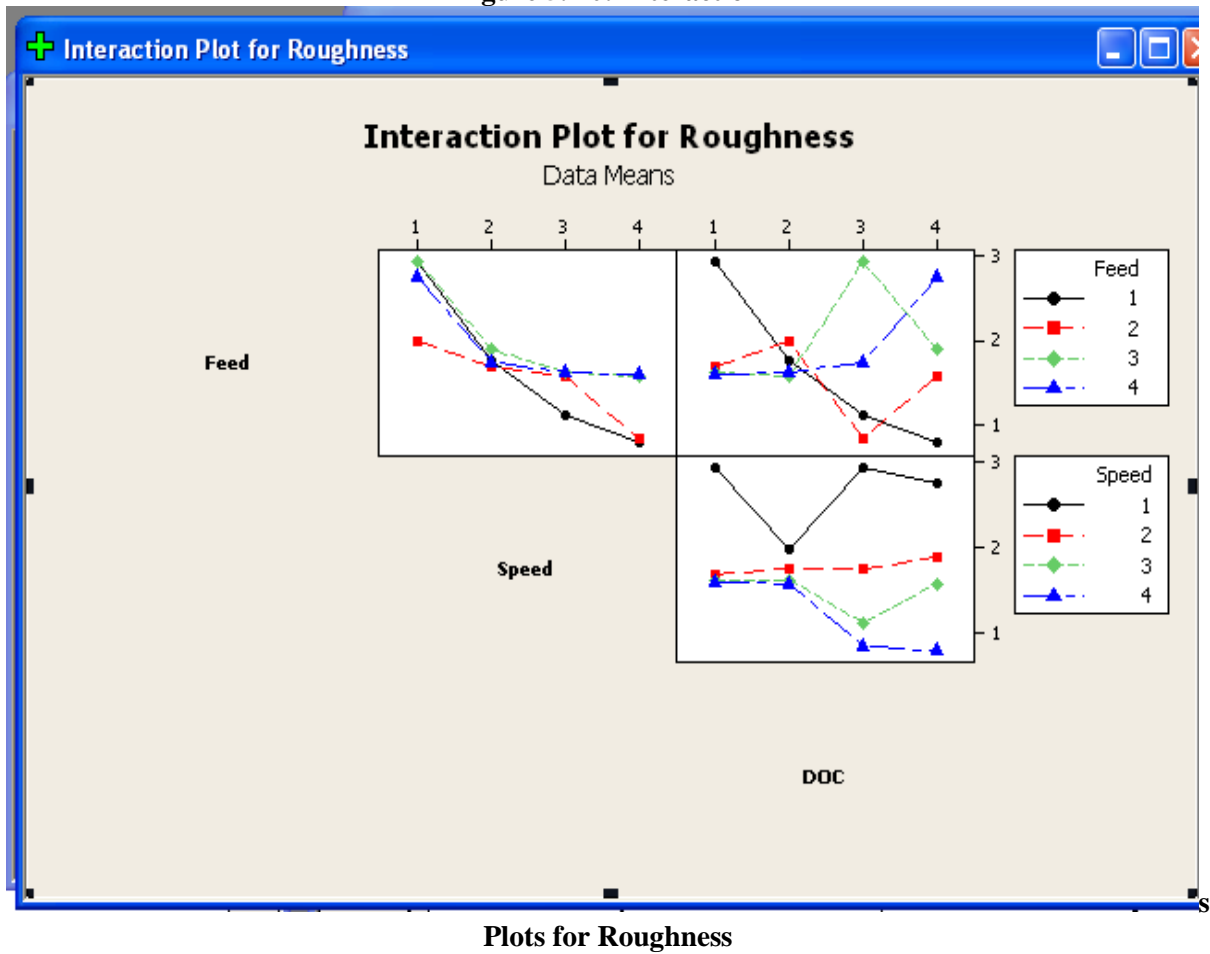 Interaction Plot for Roughness
Interaction Plot for Roughness
Data Means
1 2 3 4 1 2 3 4
Feed
3
2
1
Feed
1
2
3
4
Speed
3
2
1
Speed
1
2
3
4
DOC
s
Plots for Roughness